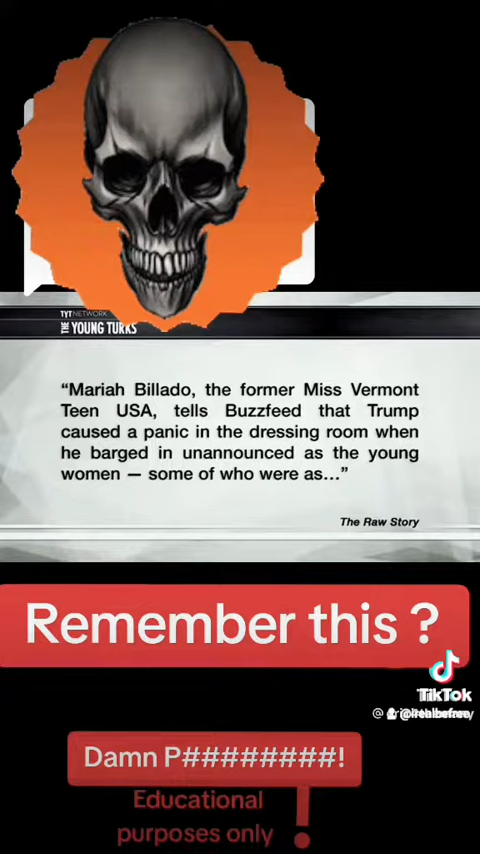 TYT NETWORK
THE YOUNG TURKS
“Mariah Billado, the former Miss Vermont
Teen USA, tells Buzzfeed that Trump
caused a panic in the dressing room when
he barged in unannounced as the young
women — some of who were as...”
The Raw Story
Remember this ?
TikTok
Damn P########!
Educational
purposes only
!